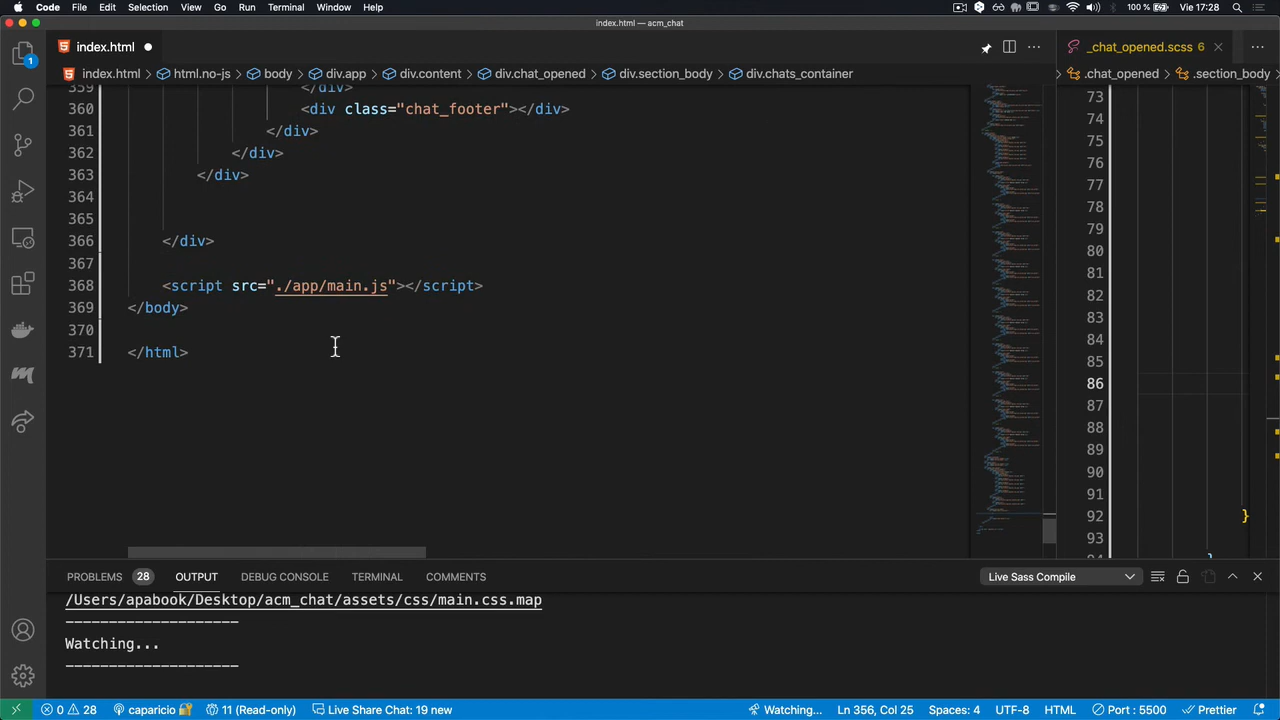 Code File Edit Selection View Go Run Terminal Window Help 100 % Vie 17:28
index.html — acm_chat
index.html
_chat_opened.scss 6
index.html > html.no-js > body > div.app > div.content > div.chat_opened > div.section_body > div.chats_container
> .chat_opened > .section_body
359 </div>
360 <div class="chat_footer"></div>
361 </div>
362 </div>
363 </div>
364
365
366 </div>
367
368 <script src="./app/main.js"></script>
369 </body>
370
371 </html>
73
74
75
76
77
78
79
80
81
82
83
84
85
86
87
88
89
90
91
92 }
93
94 }
1
PROBLEMS 28 OUTPUT DEBUG CONSOLE TERMINAL COMMENTS Live Sass Compile
/Users/apabook/Desktop/acm_chat/assets/css/main.css.map
--------------------
Watching...
--------------------
0 28 caparicio 11 (Read-only) Live Share Chat: 19 new Watching... Ln 356, Col 25 Spaces: 4 UTF-8 HTML Port : 5500 Prettier